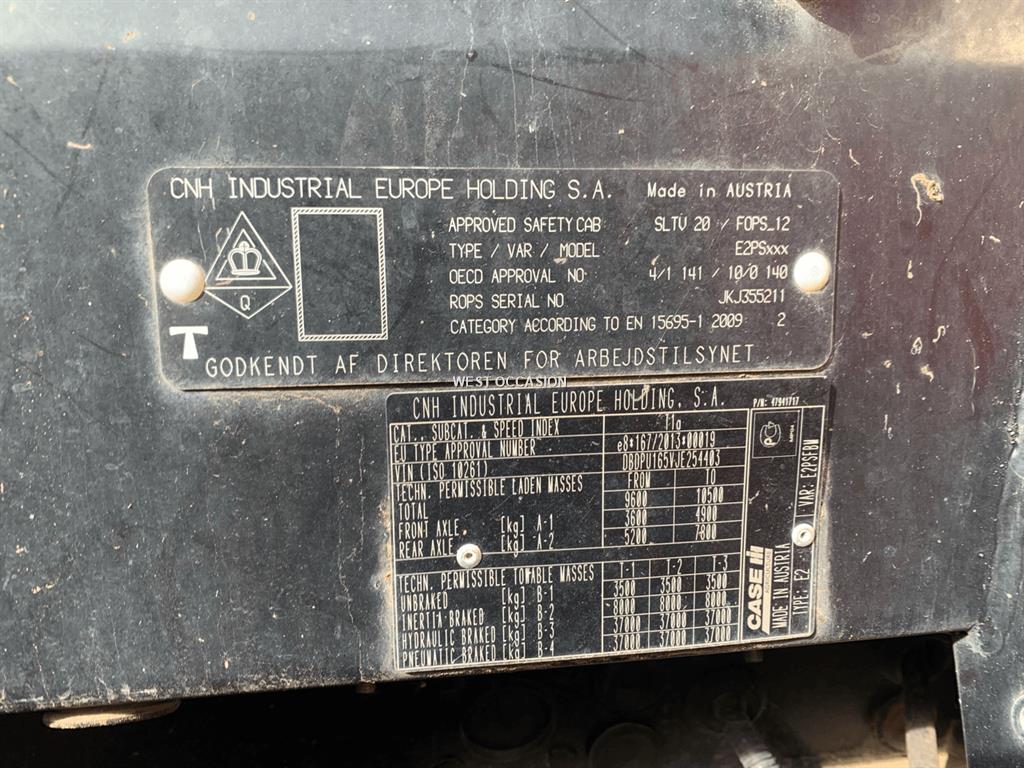 CNH INDUSTRIAL EUROPE HOLDING S.A. Made in AUSTRIA
APPROVED SAFETY CAB SLTV 20 / FOPS_12
TYPE / VAR / MODEL E2PSxxx
OECD APPROVAL NO 4/1 141 / 10/0 140
ROPS SERIAL NO JKJ355211
CATEGORY ACCORDING TO EN 15695-1 2009 2
Q
T
GODKENDT AF DIREKTOREN FOR ARBEJDSTILSYNET
WEST OCCASION
CNH INDUSTRIAL EUROPE HOLDING, S.A. P/N: 47941717
CAT., SUBCAT. & SPEED INDEX T1a
EU TYPE APPROVAL NUMBER e8*167/2013*00019
VIN (ISO 10261) DBDPU165VJE254403
TECHN. PERMISSIBLE LADEN MASSES FROM TO
TOTAL 9600 10500
FRONT AXLE [kg] A-1 3600 4900
REAR AXLE [kg] A-2 5200 7800
TECHN. PERMISSIBLE TOWABLE MASSES T-1 T-2 T-3
UNBRAKED [kg] B-1 3500 3500 3500
INERTIA BRAKED [kg] B-2 8000 8000 8000
HYDRAULIC BRAKED [kg] B-3 37000 37000 37000
PNEUMATIC BRAKED [kg] B-4 37000 37000 37000
CASE IH
MADE IN AUSTRIA
TYPE: E2 VAR: E2PSFBW